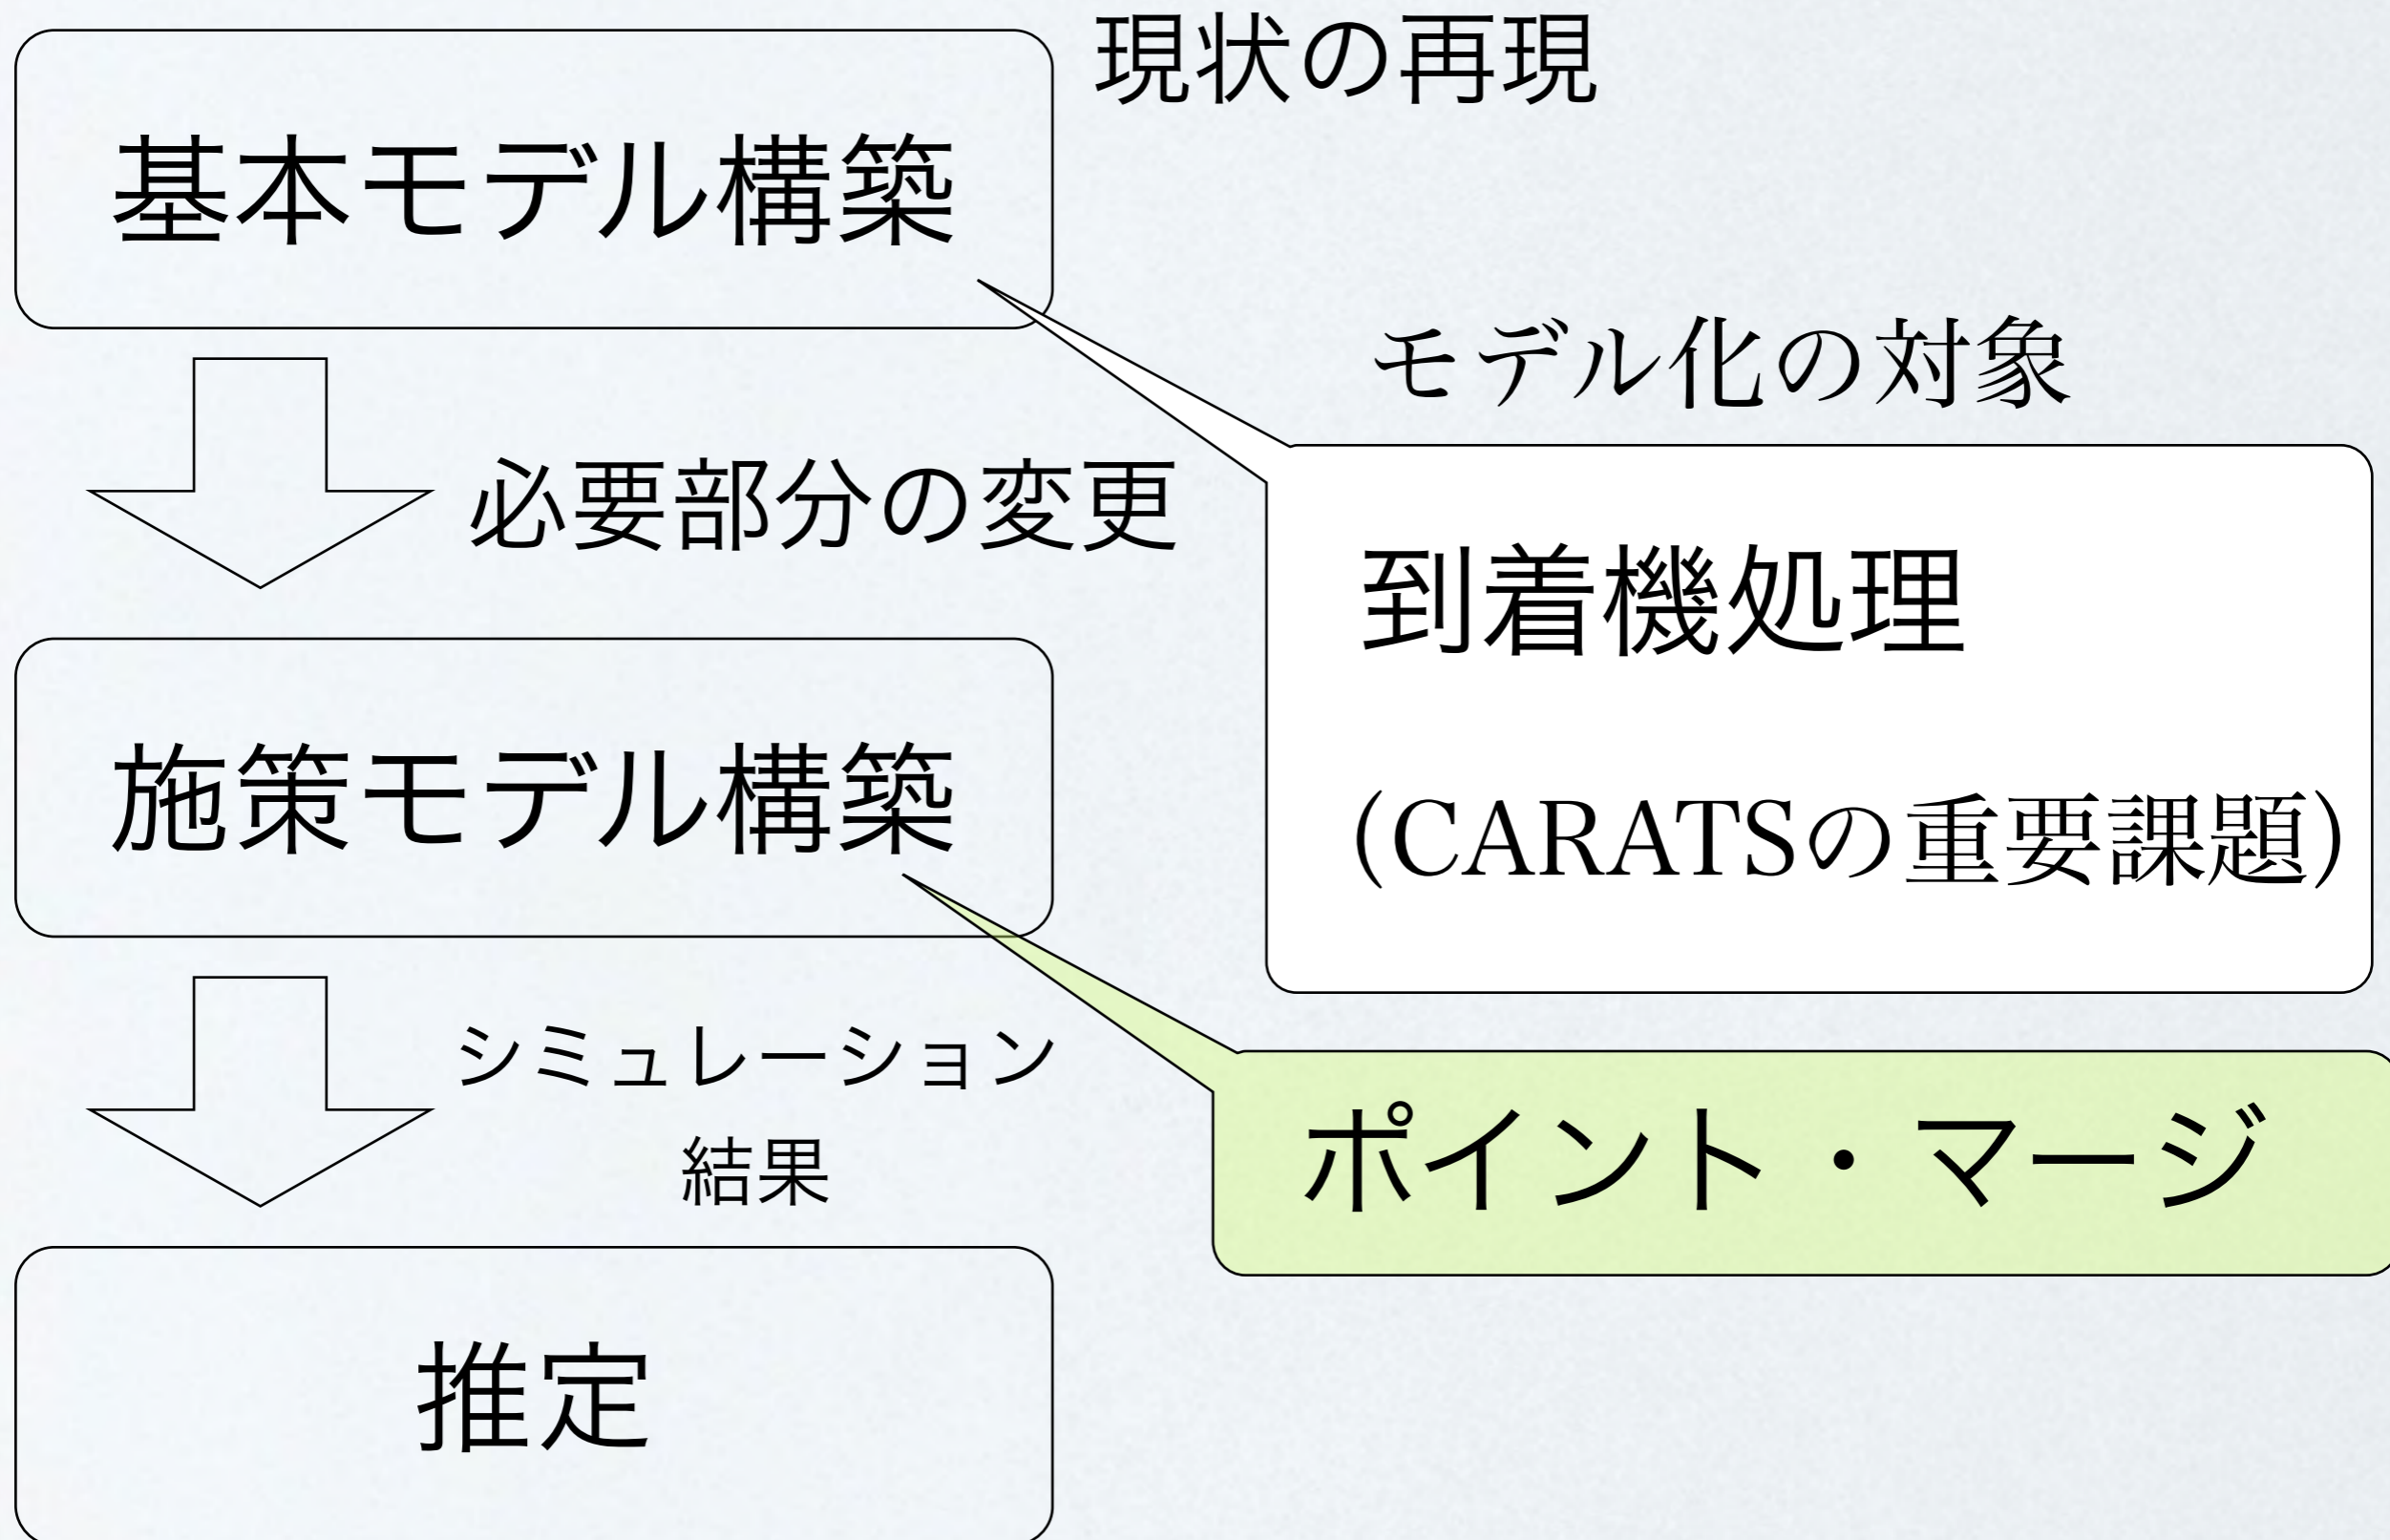 現状の再現
基本モデル構築
モデル化の対象
必要部分の変更
到着機処理
（CARATSの重要課題）
施策モデル構築
シミュレーション
結果
ポイント・マージ
推定